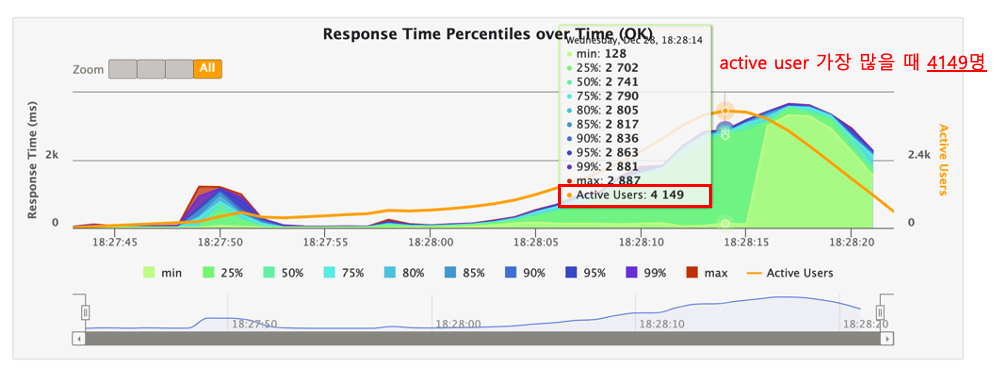 Response Time Percentiles over Time (OK)
Wednesday, Dec 28, 18:28:14
Zoom
All
min: 128
25%: 2 702
50%: 2 741
75%: 2 790
80%: 2 805
85%: 2 817
90%: 2 836
95%: 2 863
99%: 2 881
max: 2 887
Active Users: 4 149
active user 가장 많을 때 4149명
Response Time (ms)
2k
0
Active Users
2.4k
0
18:27:45
18:27:50
18:27:55
18:28:00
18:28:05
18:28:10
18:28:15
18:28:20
min
25%
50%
75%
80%
85%
90%
95%
99%
max
Active Users
18:27:50
18:28:00
18:28:10
18:28:20